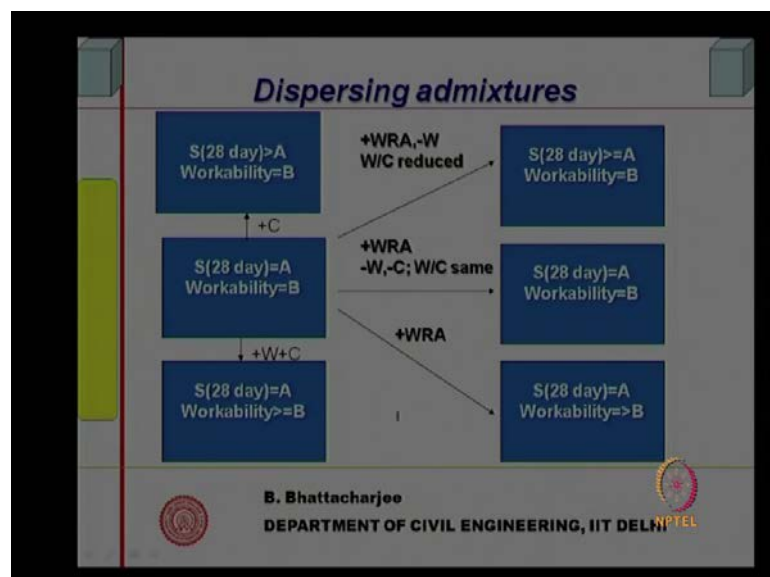 Dispersing admixtures
S(28 day)>A
Workability=B
+WRA,-W
W/C reduced
S(28 day)>=A
Workability=B
+C
S(28 day)=A
Workability=B
+WRA
-W,-C; W/C same
S(28 day)=A
Workability=B
+W+C
+WRA
S(28 day)=A
Workability>=B
S(28 day)=A
Workability=>B
B. Bhattacharjee
DEPARTMENT OF CIVIL ENGINEERING, IIT DELHI
NPTEL